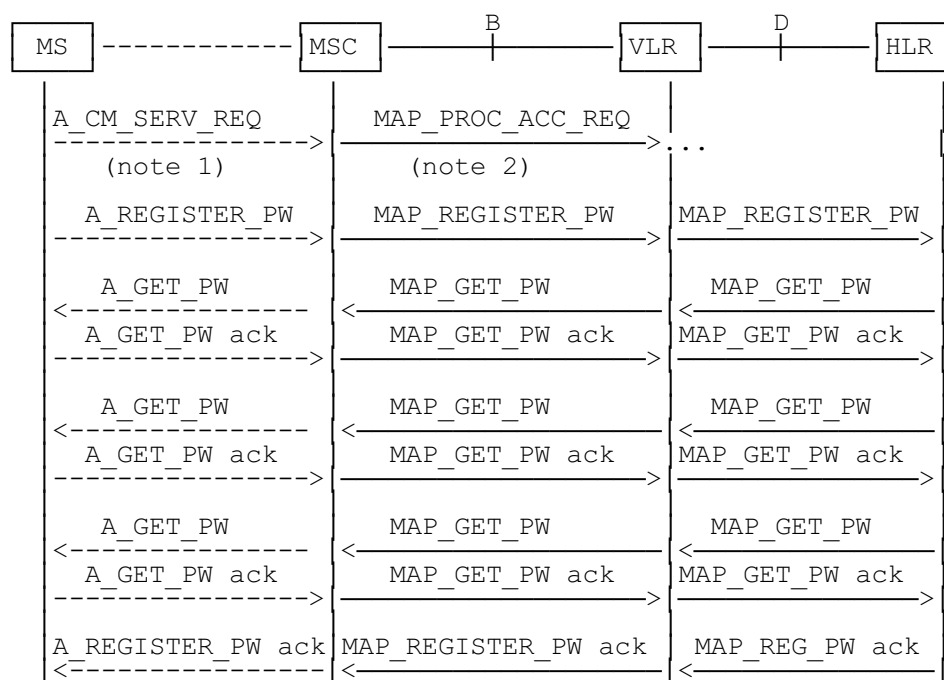 B D
MS MSC VLR HLR
A_CM_SERV_REQ MAP_PROC_ACC_REQ
...
(note 1) (note 2)
A_REGISTER_PW MAP_REGISTER_PW MAP_REGISTER_PW
A_GET_PW MAP_GET_PW MAP_GET_PW
A_GET_PW ack MAP_GET_PW ack MAP_GET_PW ack
A_GET_PW MAP_GET_PW MAP_GET_PW
A_GET_PW ack MAP_GET_PW ack MAP_GET_PW ack
A_GET_PW MAP_GET_PW MAP_GET_PW
A_GET_PW ack MAP_GET_PW ack MAP_GET_PW ack
A_REGISTER_PW ack MAP_REGISTER_PW ack MAP_REG_PW ack